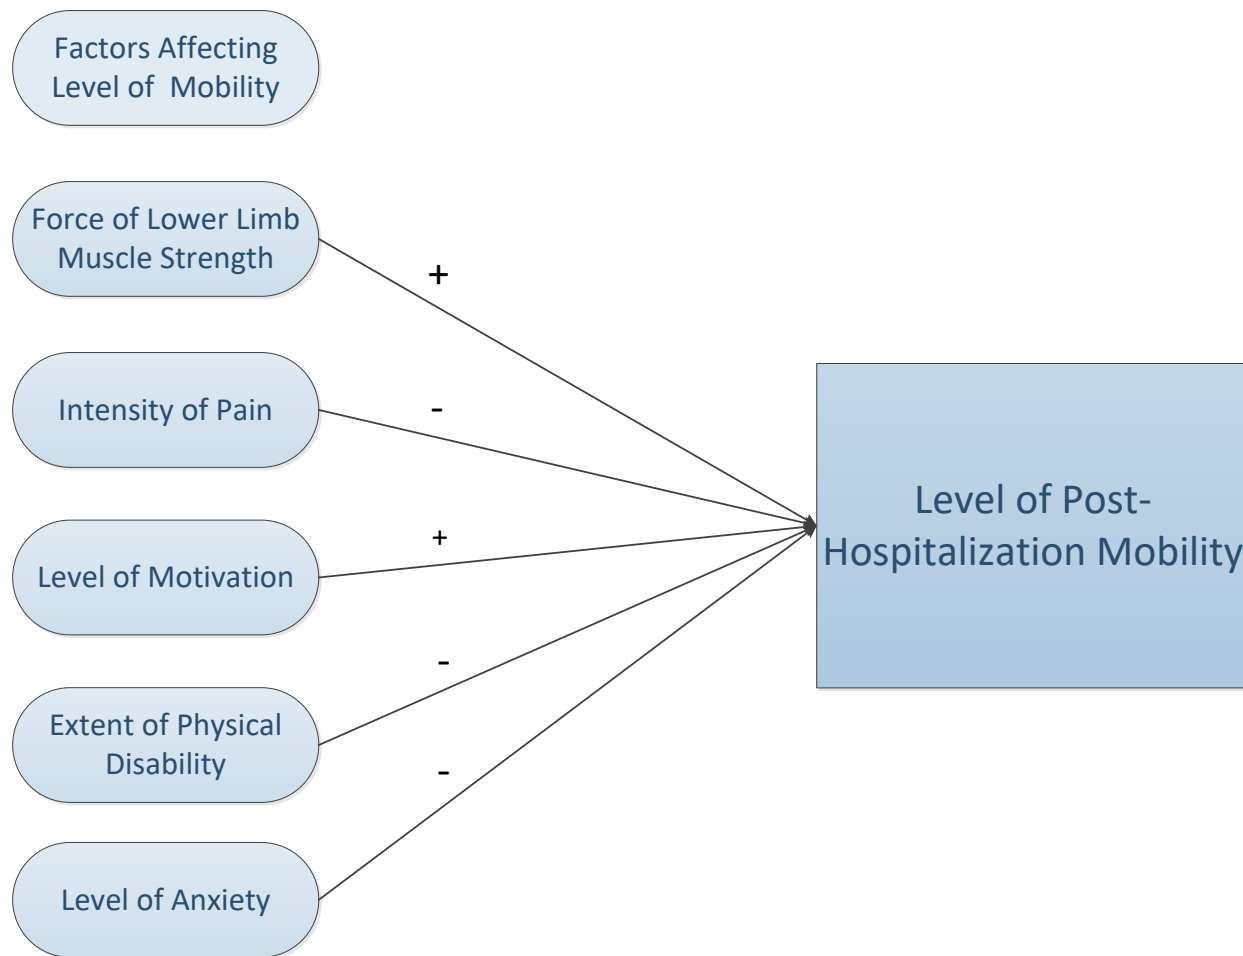 Factors Affecting
Level of  Mobility
Force of Lower Limb
Muscle Strength
+
Intensity of Pain
-
Level of Motivation
+
Extent of Physical
Disability
-
Level of Anxiety
-
Level of Post-
Hospitalization Mobility